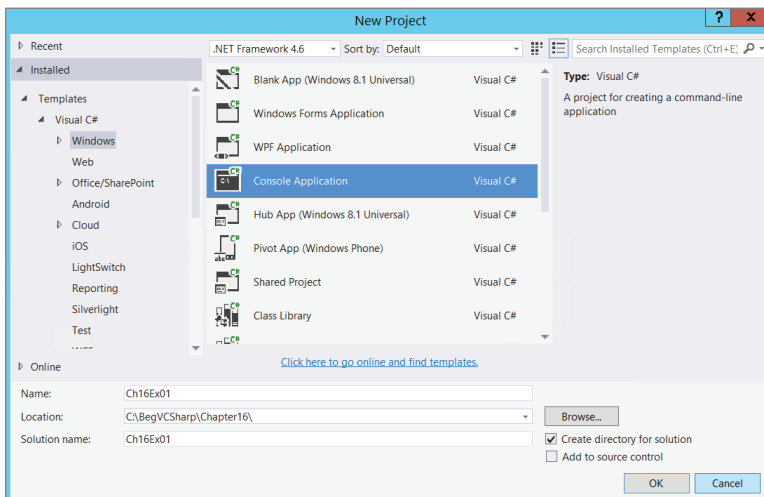 New Project
? x
Recent
.NET Framework 4.6 Sort by: Default Search Installed Templates (Ctrl+E)
Installed
Templates
Visual C#
Windows
Web
Office/SharePoint
Android
Cloud
iOS
LightSwitch
Reporting
Silverlight
Test
Online
C# Blank App (Windows 8.1 Universal) Visual C#
C# Windows Forms Application Visual C#
C# WPF Application Visual C#
C# C:\ Console Application Visual C#
C# Hub App (Windows 8.1 Universal) Visual C#
C# abc Pivot App (Windows Phone) Visual C#
C# Shared Project Visual C#
C# Class Library Visual C#
C#
Click here to go online and find templates.
Type: Visual C#
A project for creating a command-line
application
Name: Ch16Ex01
Location: C:\BegVCSharp\Chapter16\ Browse...
Solution name: Ch16Ex01
Create directory for solution
Add to source control
OK Cancel